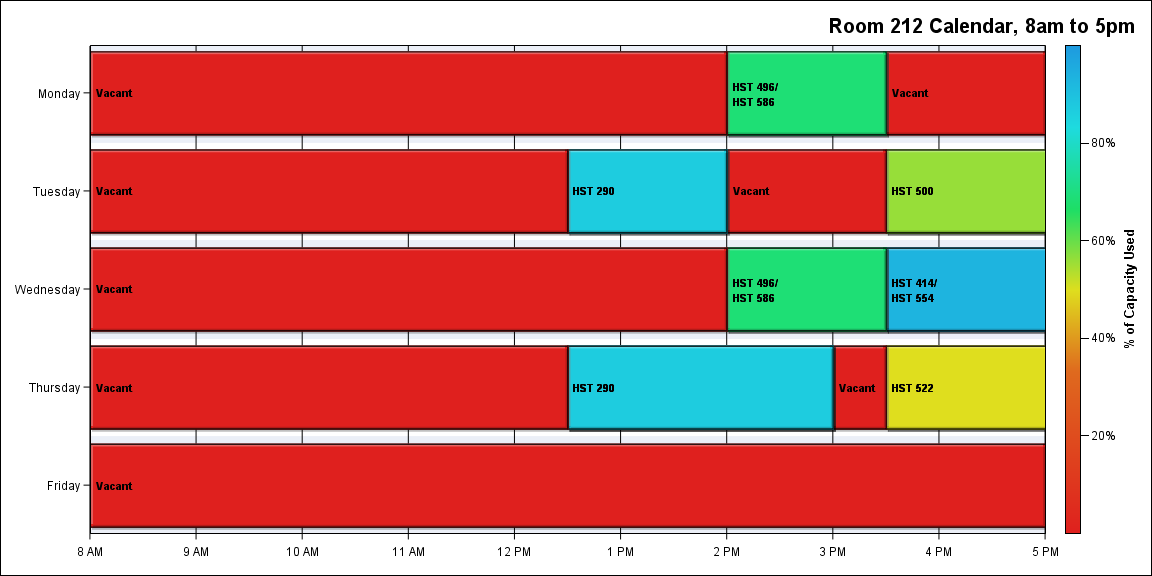 Room 212 Calendar, 8am to 5pm
Monday
Vacant
HST 496/
HST 586
Vacant
Tuesday
Vacant
HST 290
Vacant
HST 500
Wednesday
Vacant
HST 496/
HST 586
HST 414/
HST 554
Thursday
Vacant
HST 290
Vacant
HST 522
Friday
Vacant
8 AM
9 AM
10 AM
11 AM
12 PM
1 PM
2 PM
3 PM
4 PM
5 PM
80%
60%
40%
20%
% of Capacity Used